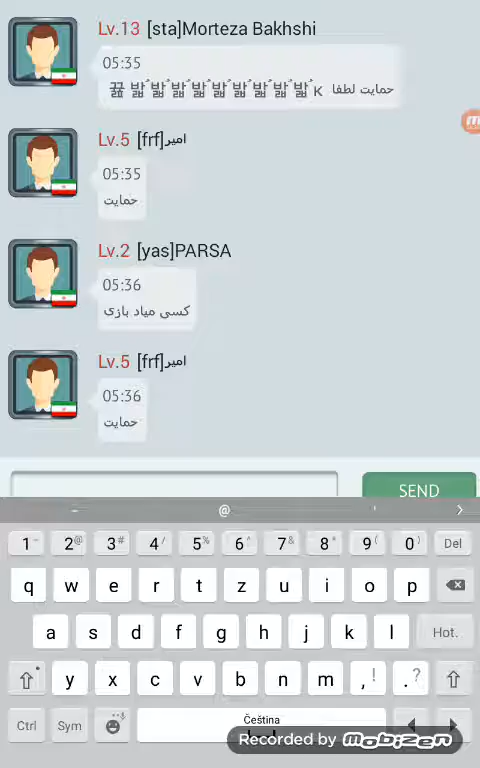 Lv.13 [sta]Morteza Bakhshi
05:35
حمایت لطفا
Lv.5 [frf]امیر
05:35
حمایت
Lv.2 [yas]PARSA
05:36
کسی میاد بازی
Lv.5 [frf]امیر
05:36
حمایت
SEND
- @ '
1 2@ 3# 4/ 5% 6^ 7& 8* 9( 0) Del
q w e r t z u i o p
a s d f g h j k l Hot.
y x c v b n m ,! .?
Ctrl Sym Čeština
Recorded by mobizen